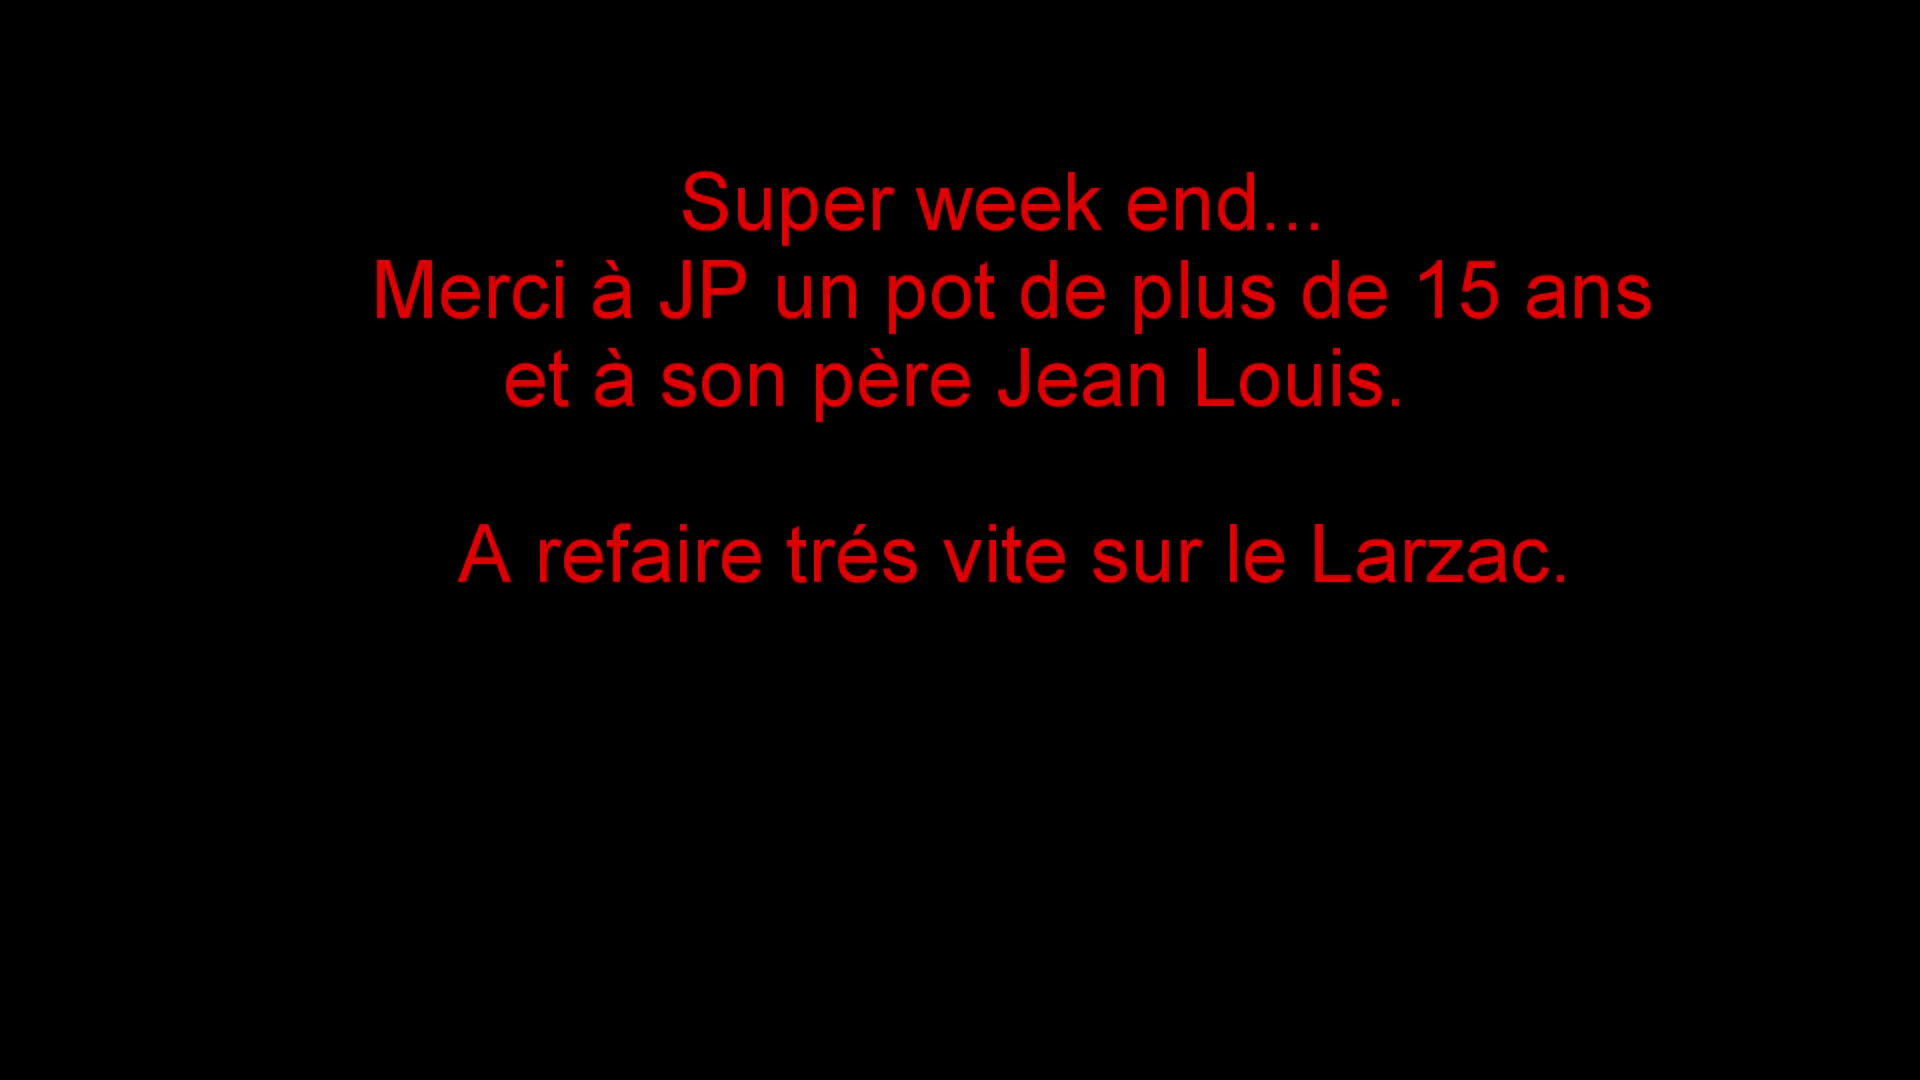 Super week end...
Merci à JP un pot de plus de 15 ans
et à son père Jean Louis.
A refaire trés vite sur le Larzac.